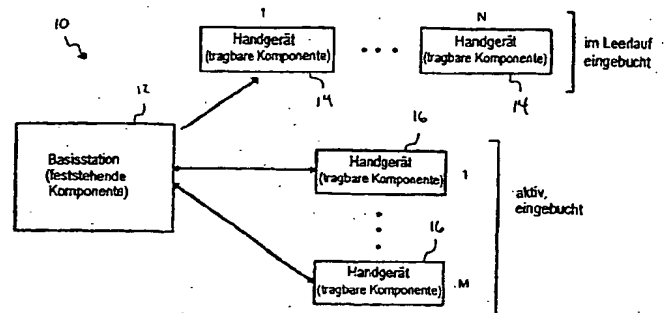 10
1
N
Handgerät
(tragbare Komponente)
14
Handgerät
(tragbare Komponente)
14
im Leerlauf
eingebucht
12
Basisstation
(feststehende
Komponente)
16
Handgerät
(tragbare Komponente)
1
16
Handgerät
(tragbare Komponente)
M
aktiv,
eingebucht